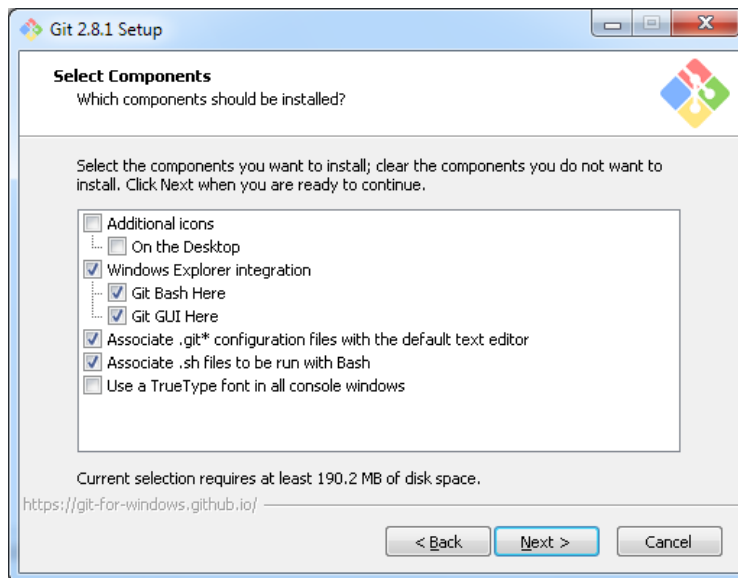 Git 2.8.1 Setup
Select Components
Which components should be installed?
Select the components you want to install; clear the components you do not want to
install. Click Next when you are ready to continue.
Additional icons
On the Desktop
Windows Explorer integration
Git Bash Here
Git GUI Here
Associate .git* configuration files with the default text editor
Associate .sh files to be run with Bash
Use a TrueType font in all console windows
Current selection requires at least 190.2 MB of disk space.
https://git-for-windows.github.io/
< Back Next > Cancel